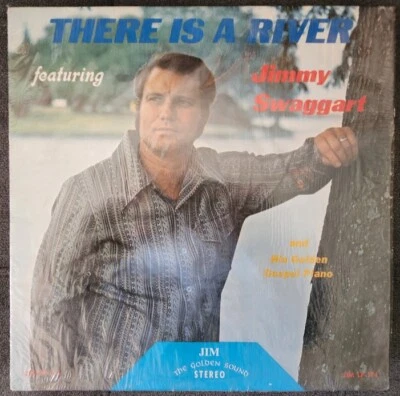 THERE IS A RIVER
featuring
Jimmy
Swaggart
and
His Golden
Gospel Piano
JIM
THE GOLDEN SOUND
STEREO